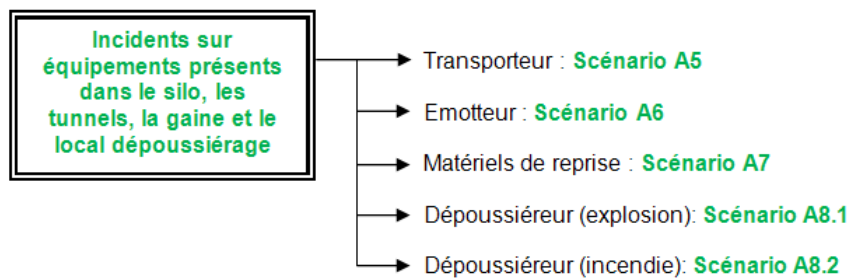 Incidents sur
équipements présents
dans le silo, les
tunnels, la gaine et le
local dépoussiérage
Transporteur : Scénario A5
Emotteur : Scénario A6
Matériels de reprise : Scénario A7
Dépoussiéreur (explosion): Scénario A8.1
Dépoussiéreur (incendie): Scénario A8.2